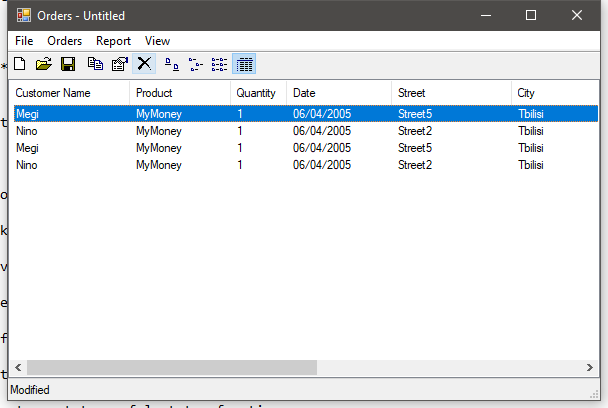 Orders - Untitled
File Orders Report View
Customer Name Product Quantity Date Street City
Megi MyMoney 1 06/04/2005 Street5 Tbilisi
Nino MyMoney 1 06/04/2005 Street2 Tbilisi
Megi MyMoney 1 06/04/2005 Street5 Tbilisi
Nino MyMoney 1 06/04/2005 Street2 Tbilisi
Modified